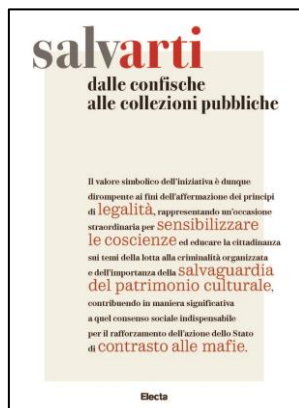 salvarti
dalle confische
alle collezioni pubbliche
Il valore simbolico dell'iniziativa è dunque
dirompente ai fini dell'affermazione dei principi
di legalità, rappresentando un'occasione
straordinaria per sensibilizzare
le coscienze ed educare la cittadinanza
sui temi della lotta alla criminalità organizzata
e dell'importanza della salvaguardia
del patrimonio culturale,
contribuendo in maniera significativa
a quel consenso sociale indispensabile
per il rafforzamento dell'azione dello Stato
di contrasto alle mafie.
Electa